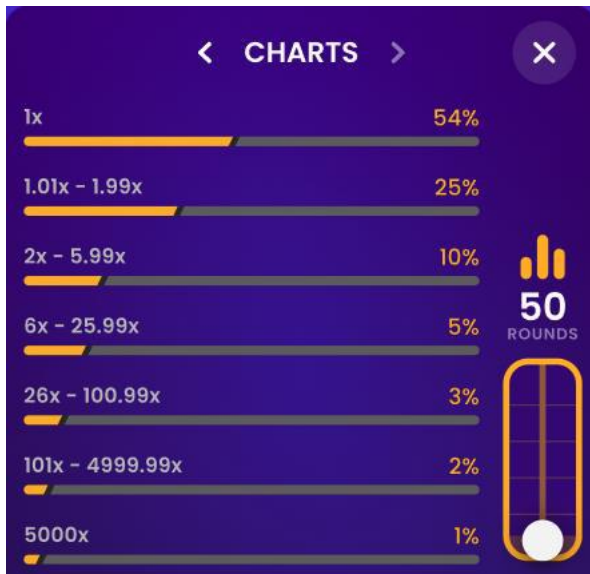 CHARTS
1x 54%
1.01x - 1.99x 25%
2x - 5.99x 10%
6x - 25.99x 5%
50
ROUNDS
26x - 100.99x 3%
101x - 4999.99x 2%
5000x 1%